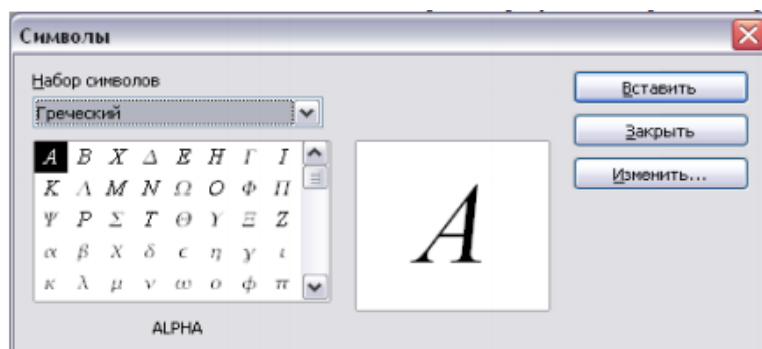 Символы
Набор символов
Греческий
Вставить
Закрыть
Изменить...
Α Β Χ Δ Ε Η Γ Ι
Κ Λ Μ Ν Ω Ο Φ Π
Ψ Ρ Σ Τ Θ Υ Ξ Ζ
α β χ δ ϵ η γ ι
κ λ μ ν ω ο ϕ π
Α
ALPHA